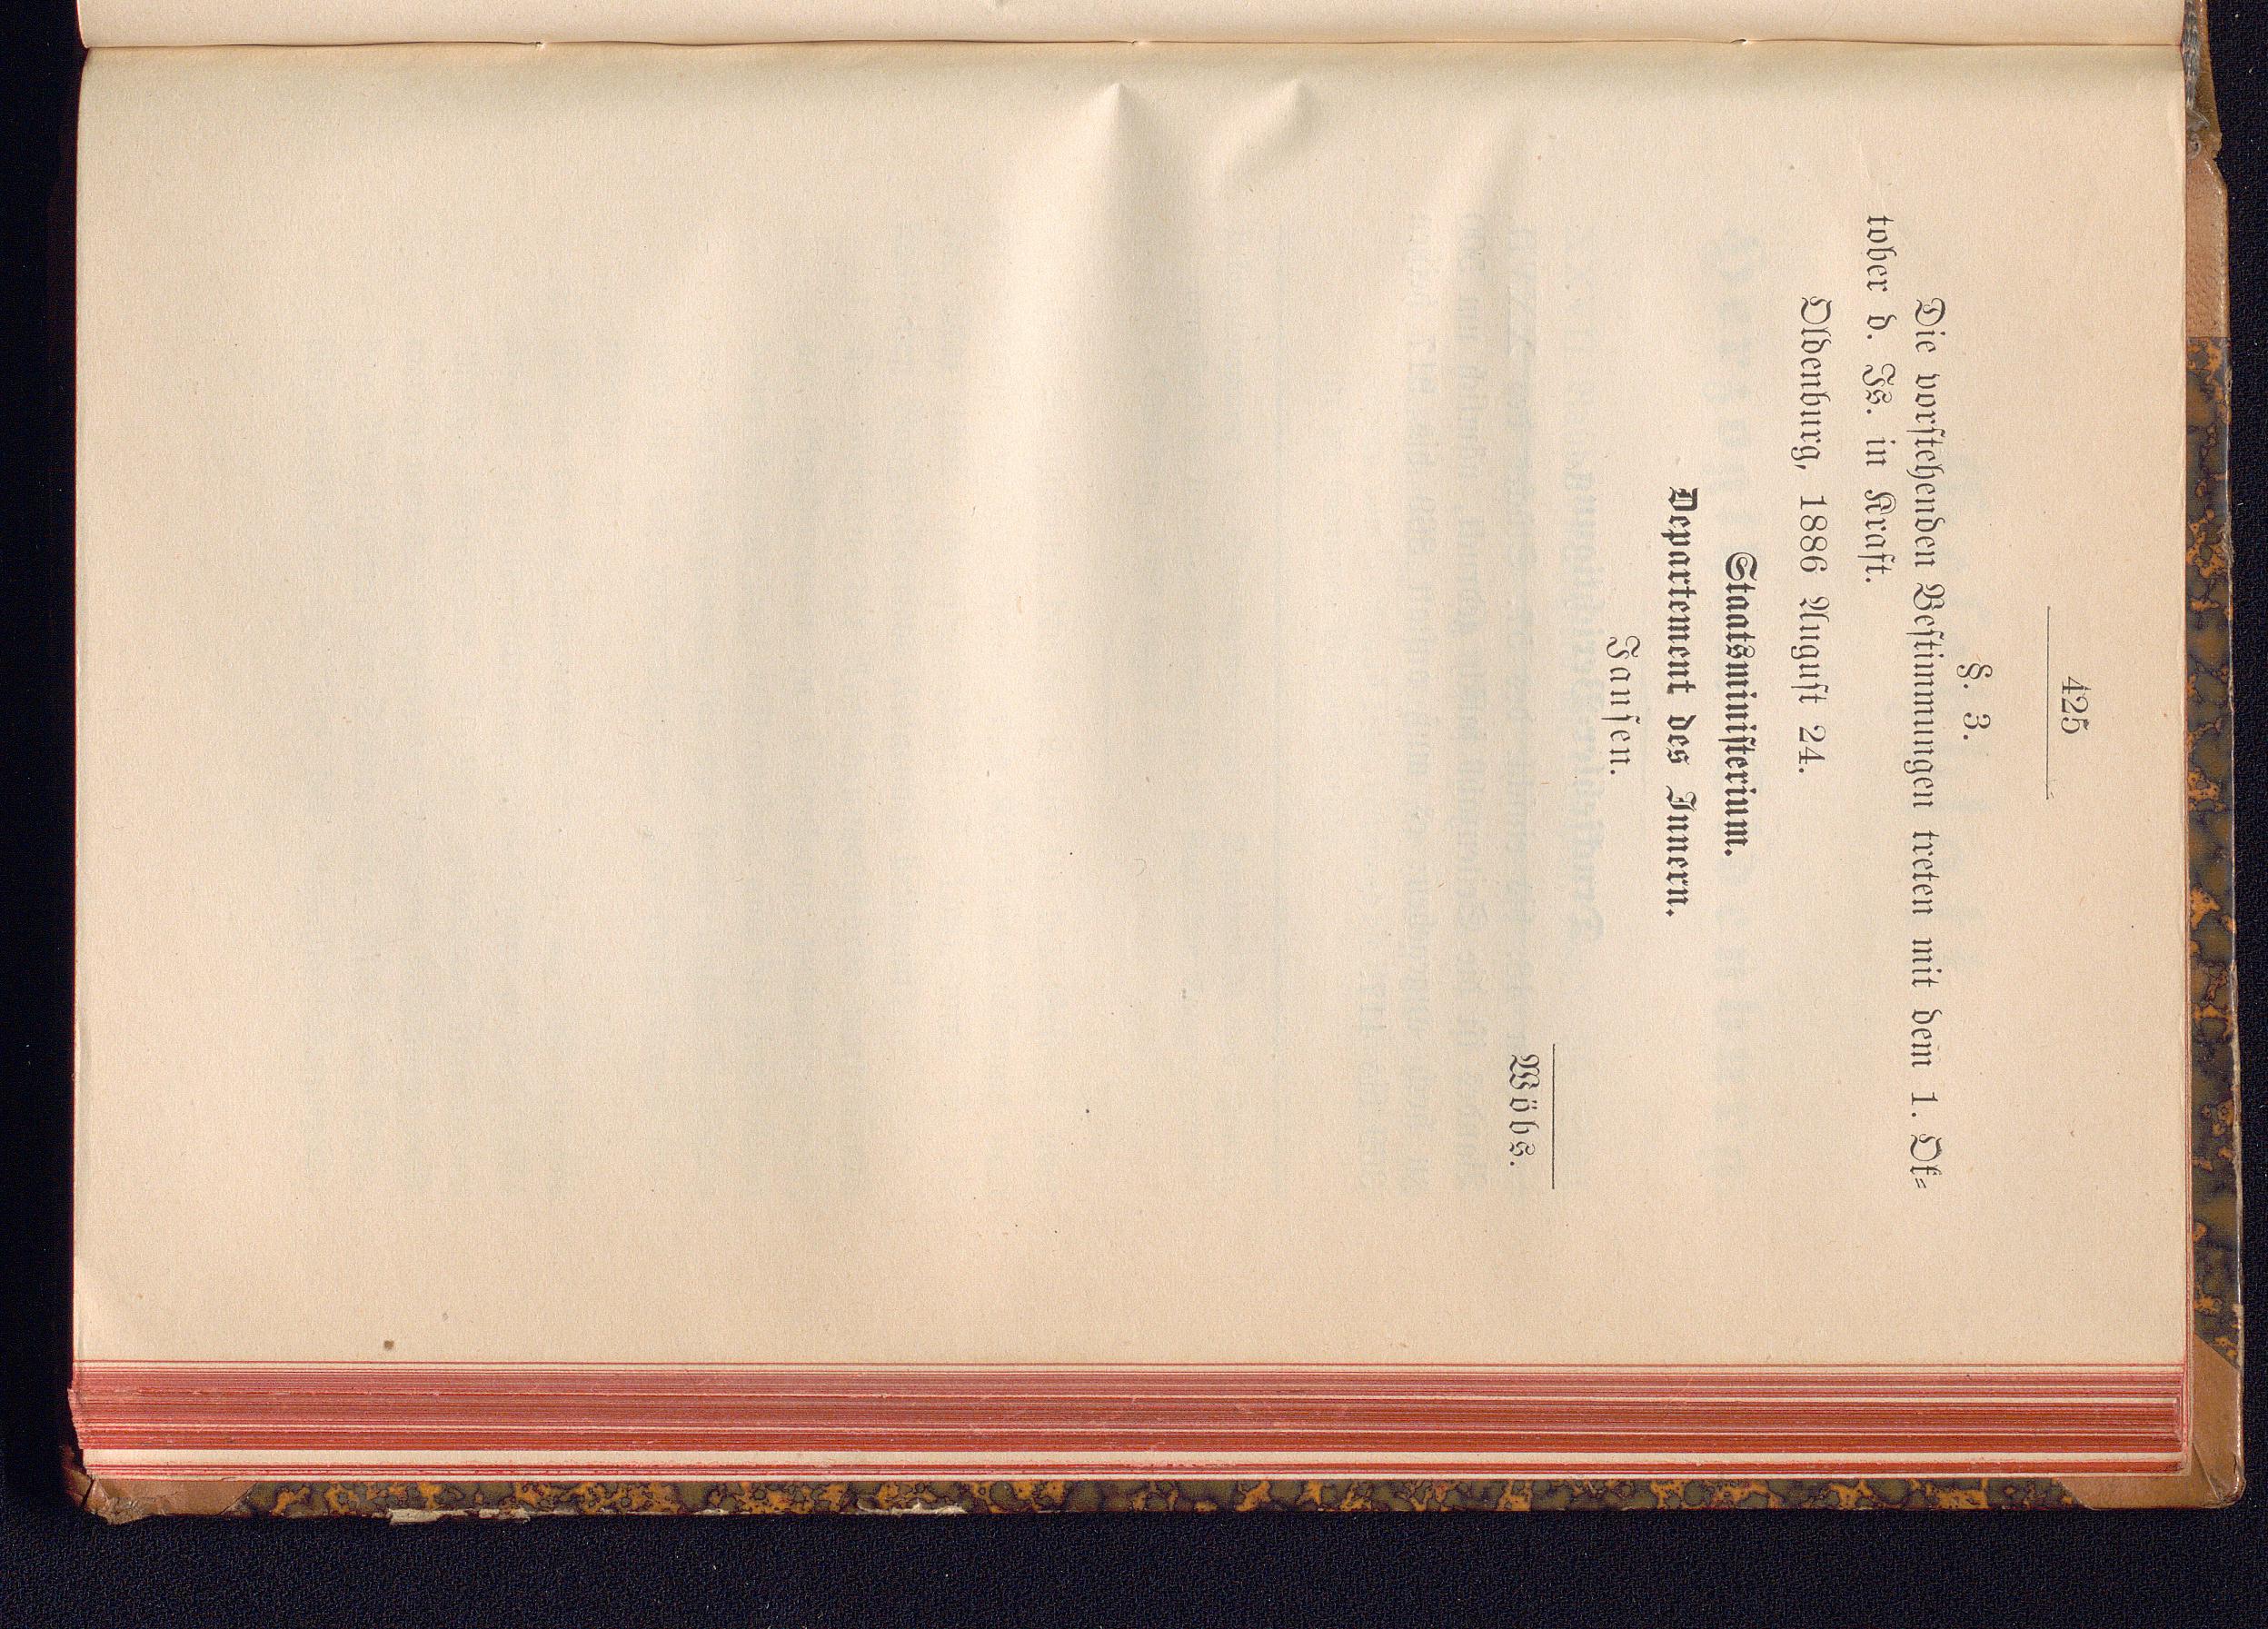 425
§. 3.
Die vorstehenden Bestimmungen treten mit dem 1. Ok-
tober d. Js. in Kraft.
Oldenburg, 1886 August 24.
Staatsministerium.
Departement des Innern.
Jansen.
Wöbs.